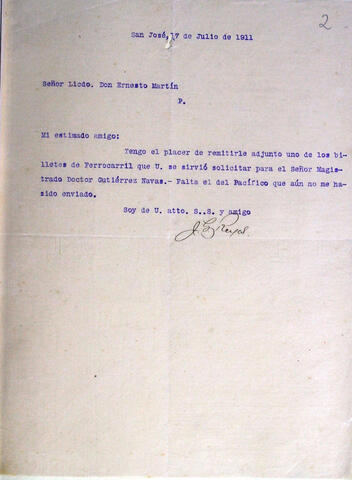 2
San José, 17 de Julio de 1911
Señor Licdo. Don Ernesto Martín
P.
Mi estimado amigo:
Tengo el placer de remitirle adjunto uno de los bi-
lletes de Ferrocarril que U. se sirvió solicitar para el Señor Magis-
trado Doctor Gutiérrez Navas.- Falta el del Pacífico que aún no me ha
sido enviado.
Soy de U. atto. S..S. y amigo